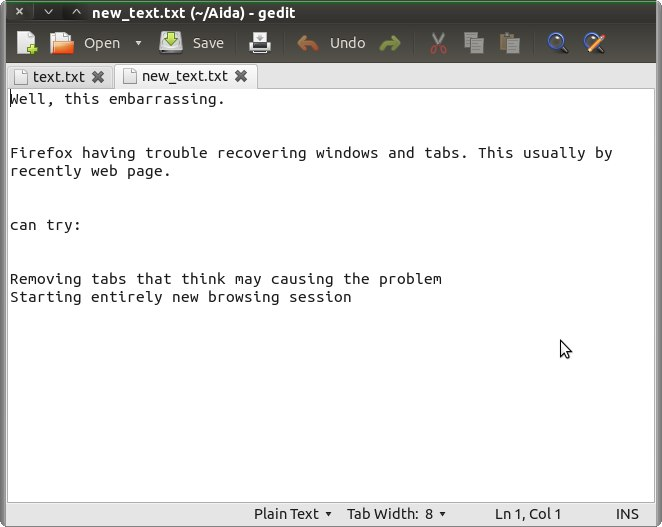 new_text.txt (~/Aida) - gedit
Open Save Undo
text.txt new_text.txt
Well, this embarrassing.
Firefox having trouble recovering windows and tabs. This usually by
recently web page.
can try:
Removing tabs that think may causing the problem
Starting entirely new browsing session
Plain Text Tab Width: 8 Ln 1, Col 1 INS